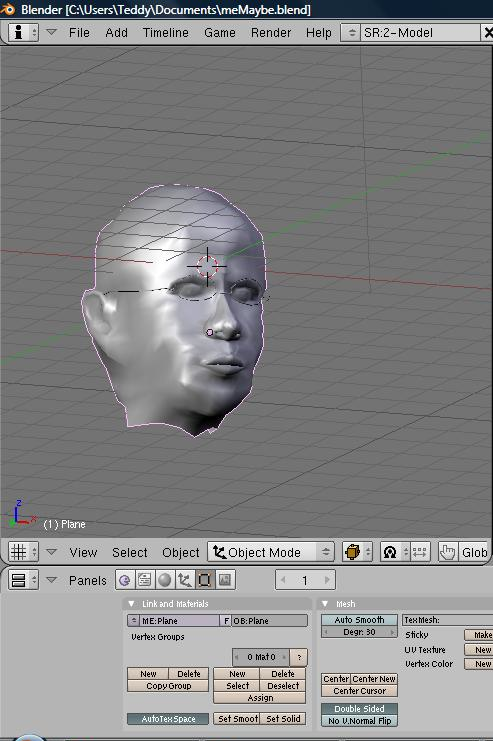 Blender [C:\Users\Teddy\Documents\meMaybe.blend]
File Add Timeline Game Render Help SR:2-Model X
z
x
(1) Plane
View Select Object Object Mode Glob
Panels 1
Link and Materials
ME:Plane F OB:Plane
Vertex Groups
0 Mat 0 ?
New Delete New Delete
Copy Group Select Deselect
Assign
AutoTexSpace Set Smoot Set Solid
Mesh
Auto Smooth TexMesh:
Degr: 30 Sticky Make
UV Texture New
Vertex Color New
Center Center New
Center Cursor
Double Sided
No V.Normal Flip